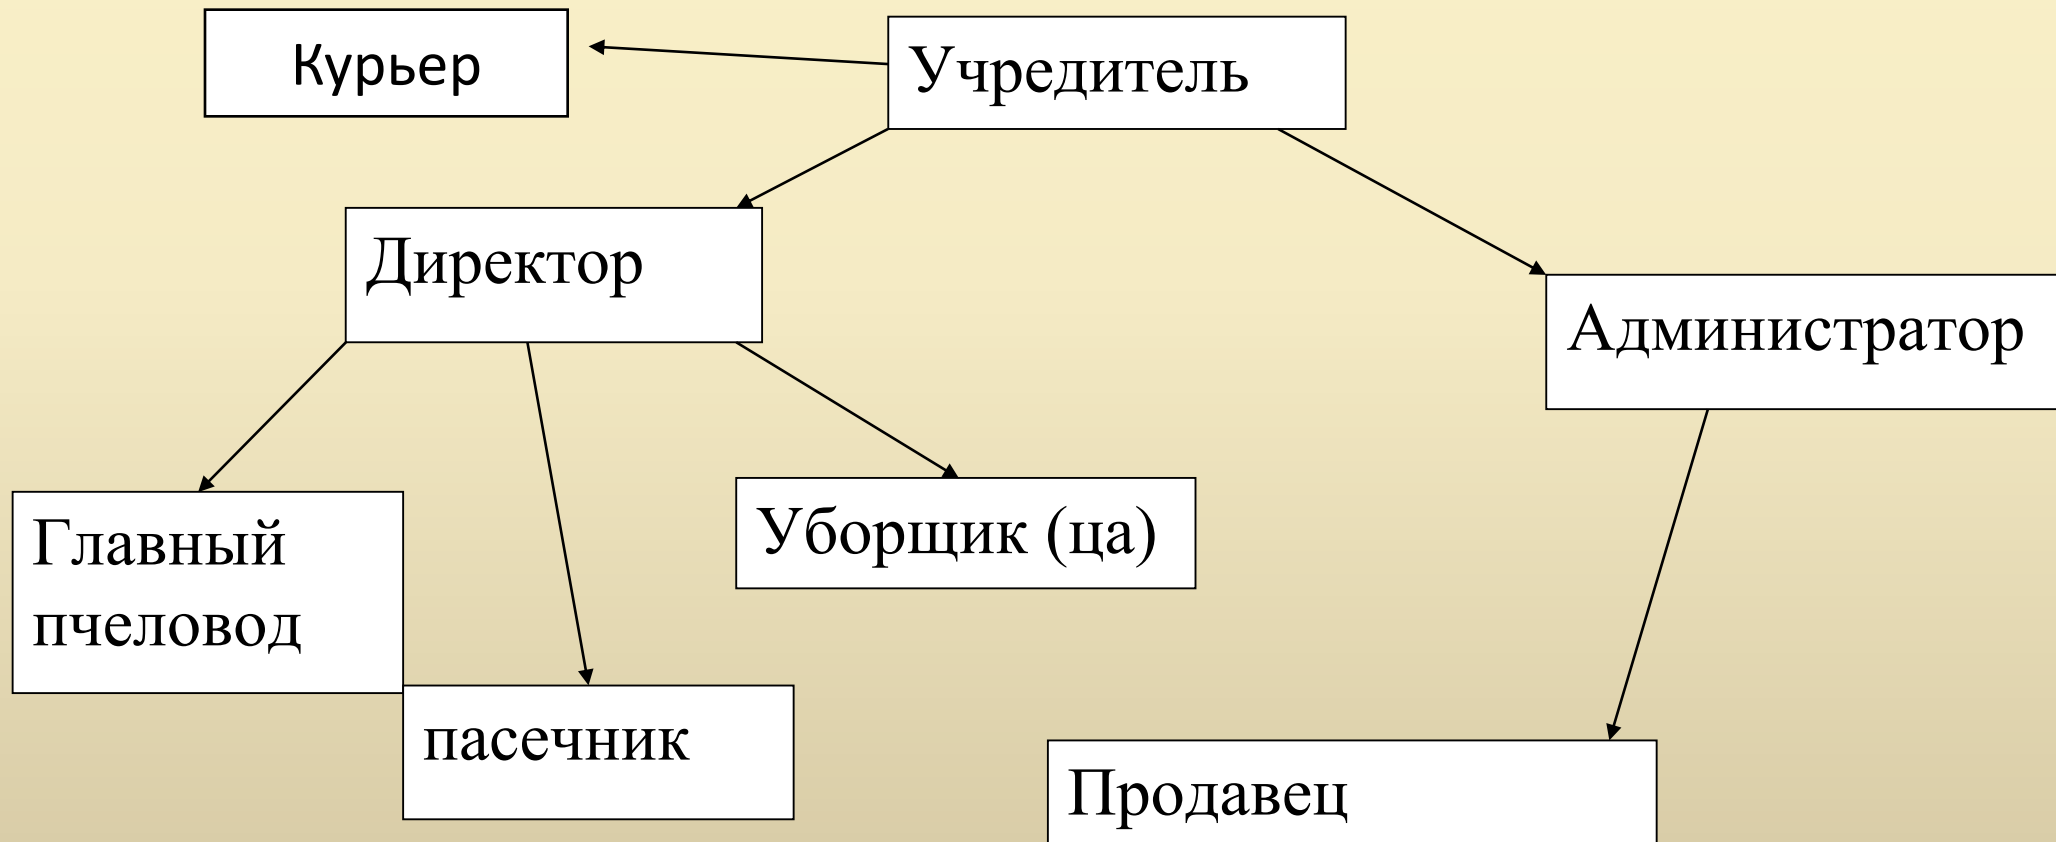 Курьер
Учредитель
Директор
Администратор
Главный
пчеловод
Уборщик (ца)
пасечник
Продавец